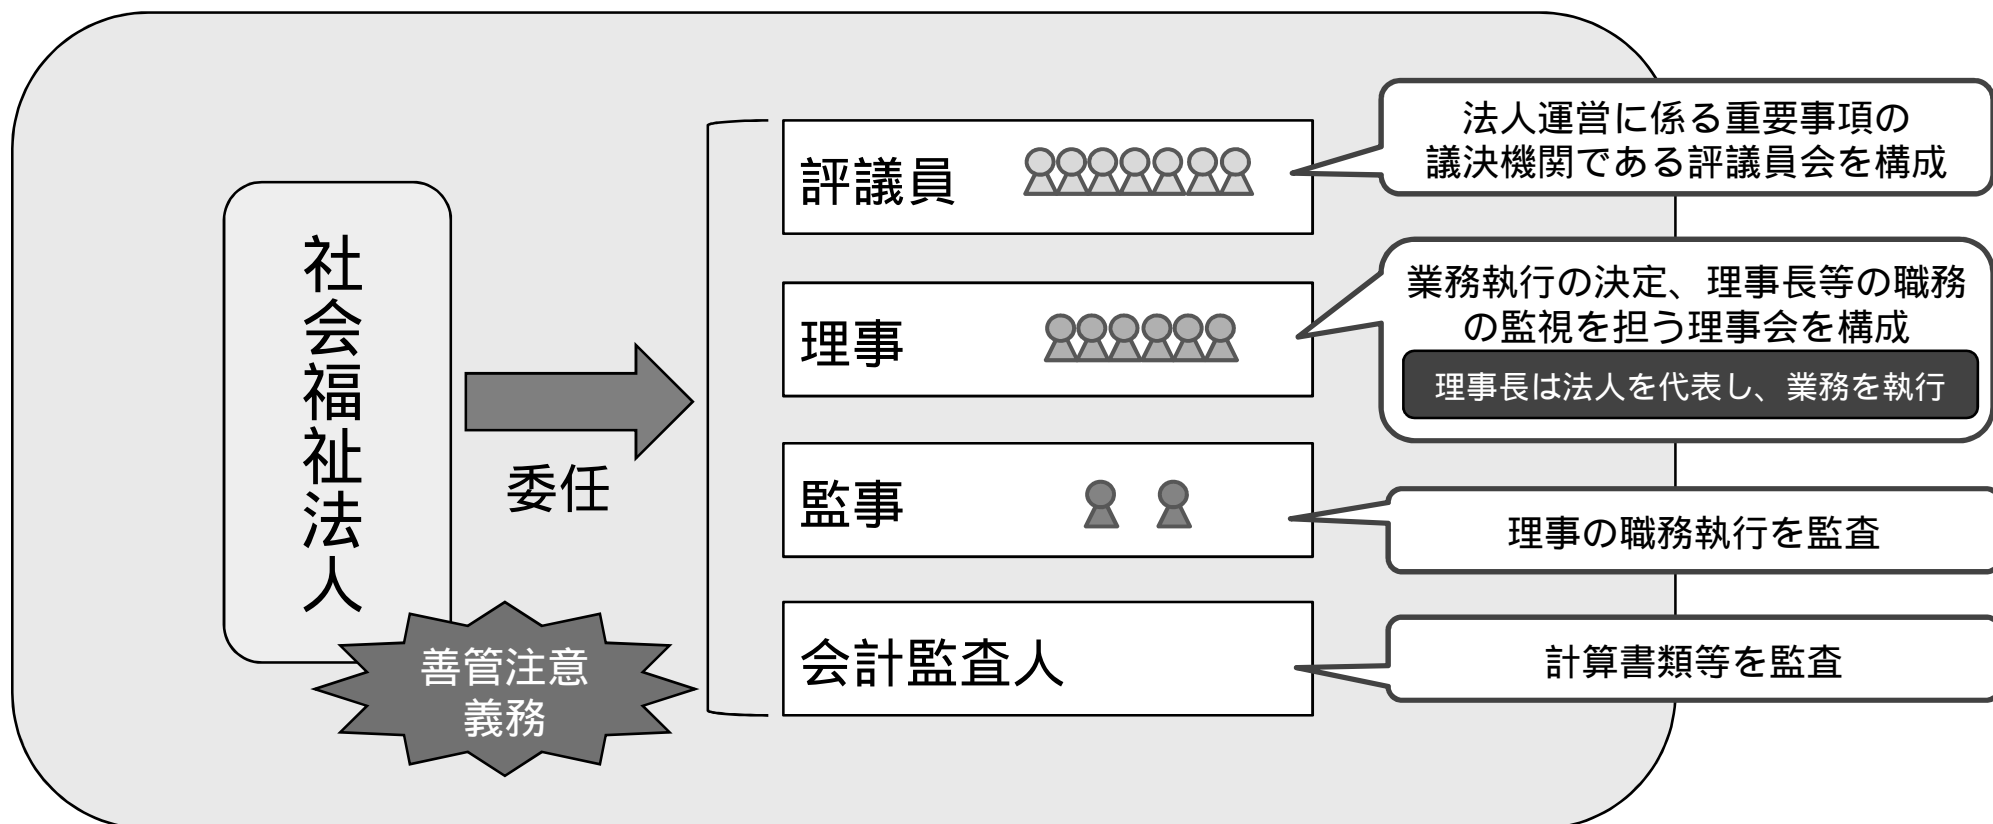 社会福祉法人
委任
善管注意
義務
評議員
法人運営に係る重要事項の
議決機関である評議員会を構成
理事
業務執行の決定、理事長等の職務
の監視を担う理事会を構成
理事長は法人を代表し、業務を執行
監事
理事の職務執行を監査
会計監査人
計算書類等を監査